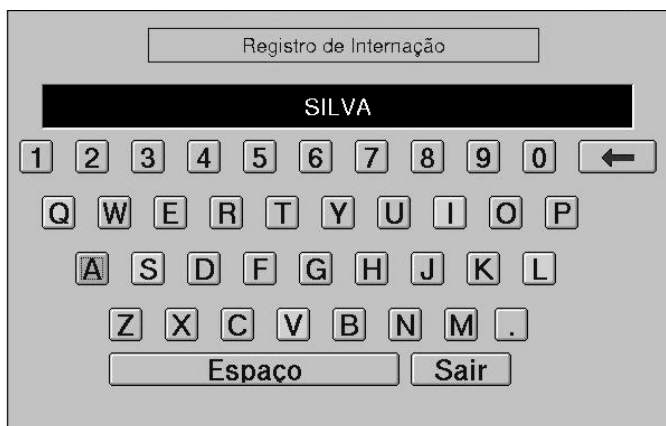 Registro de Internação
SILVA
1 2 3 4 5 6 7 8 9 0 ←
Q W E R T Y U I O P
A S D F G H J K L
Z X C V B N M .
Espaço Sair